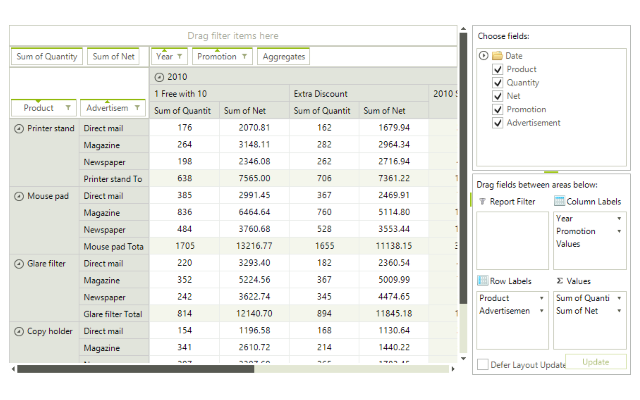 Drag filter items here
Sum of Quantity Sum of Net Year Promotion Aggregates
2010
1 Free with 10 Extra Discount 2010 S
Product Advertisem Sum of Quantit Sum of Net Sum of Quantit Sum of Net
Printer stand Direct mail 176 2070.81 162 1679.94
Magazine 264 3148.11 282 2964.34
Newspaper 198 2346.08 262 2716.94
Printer stand To 638 7565.00 706 7361.22
Mouse pad Direct mail 385 2991.45 367 2469.91
Magazine 836 6464.64 760 5114.80
Newspaper 484 3760.68 528 3553.44
Mouse pad Tota 1705 13216.77 1655 11138.15
Glare filter Direct mail 220 3293.40 182 2360.54
Magazine 352 5224.56 367 5009.99
Newspaper 242 3622.74 345 4474.65
Glare filter Total 814 12140.70 894 11845.18
Copy holder Direct mail 154 1196.58 168 1130.64
Magazine 341 2610.72 214 1440.22
Choose fields:
Date
Product
Quantity
Net
Promotion
Advertisement
Drag fields between areas below:
Report Filter Column Labels
Year
Promotion
Values
Row Labels Σ Values
Product Sum of Quanti
Advertisemen Sum of Net
Defer Layout Update Update